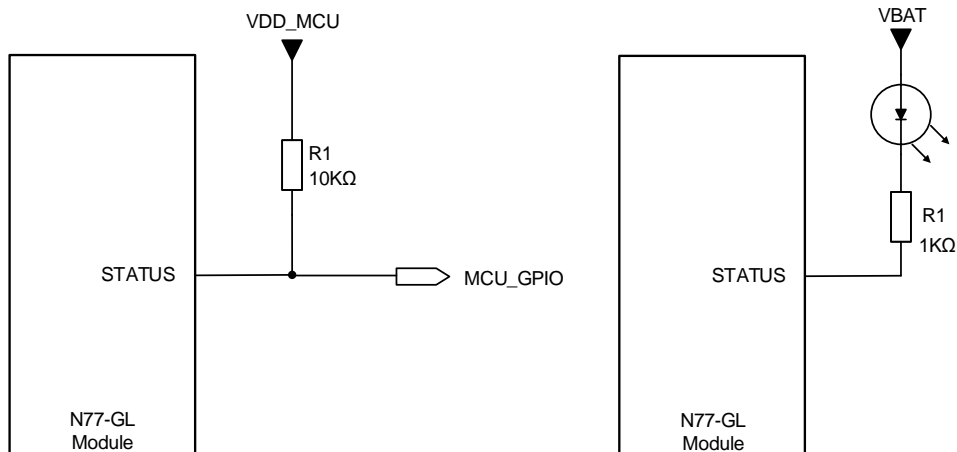 VDD_MCU
R1
10KΩ
STATUS
MCU_GPIO
N77-GL
Module
VBAT
R1
1KΩ
STATUS
N77-GL
Module